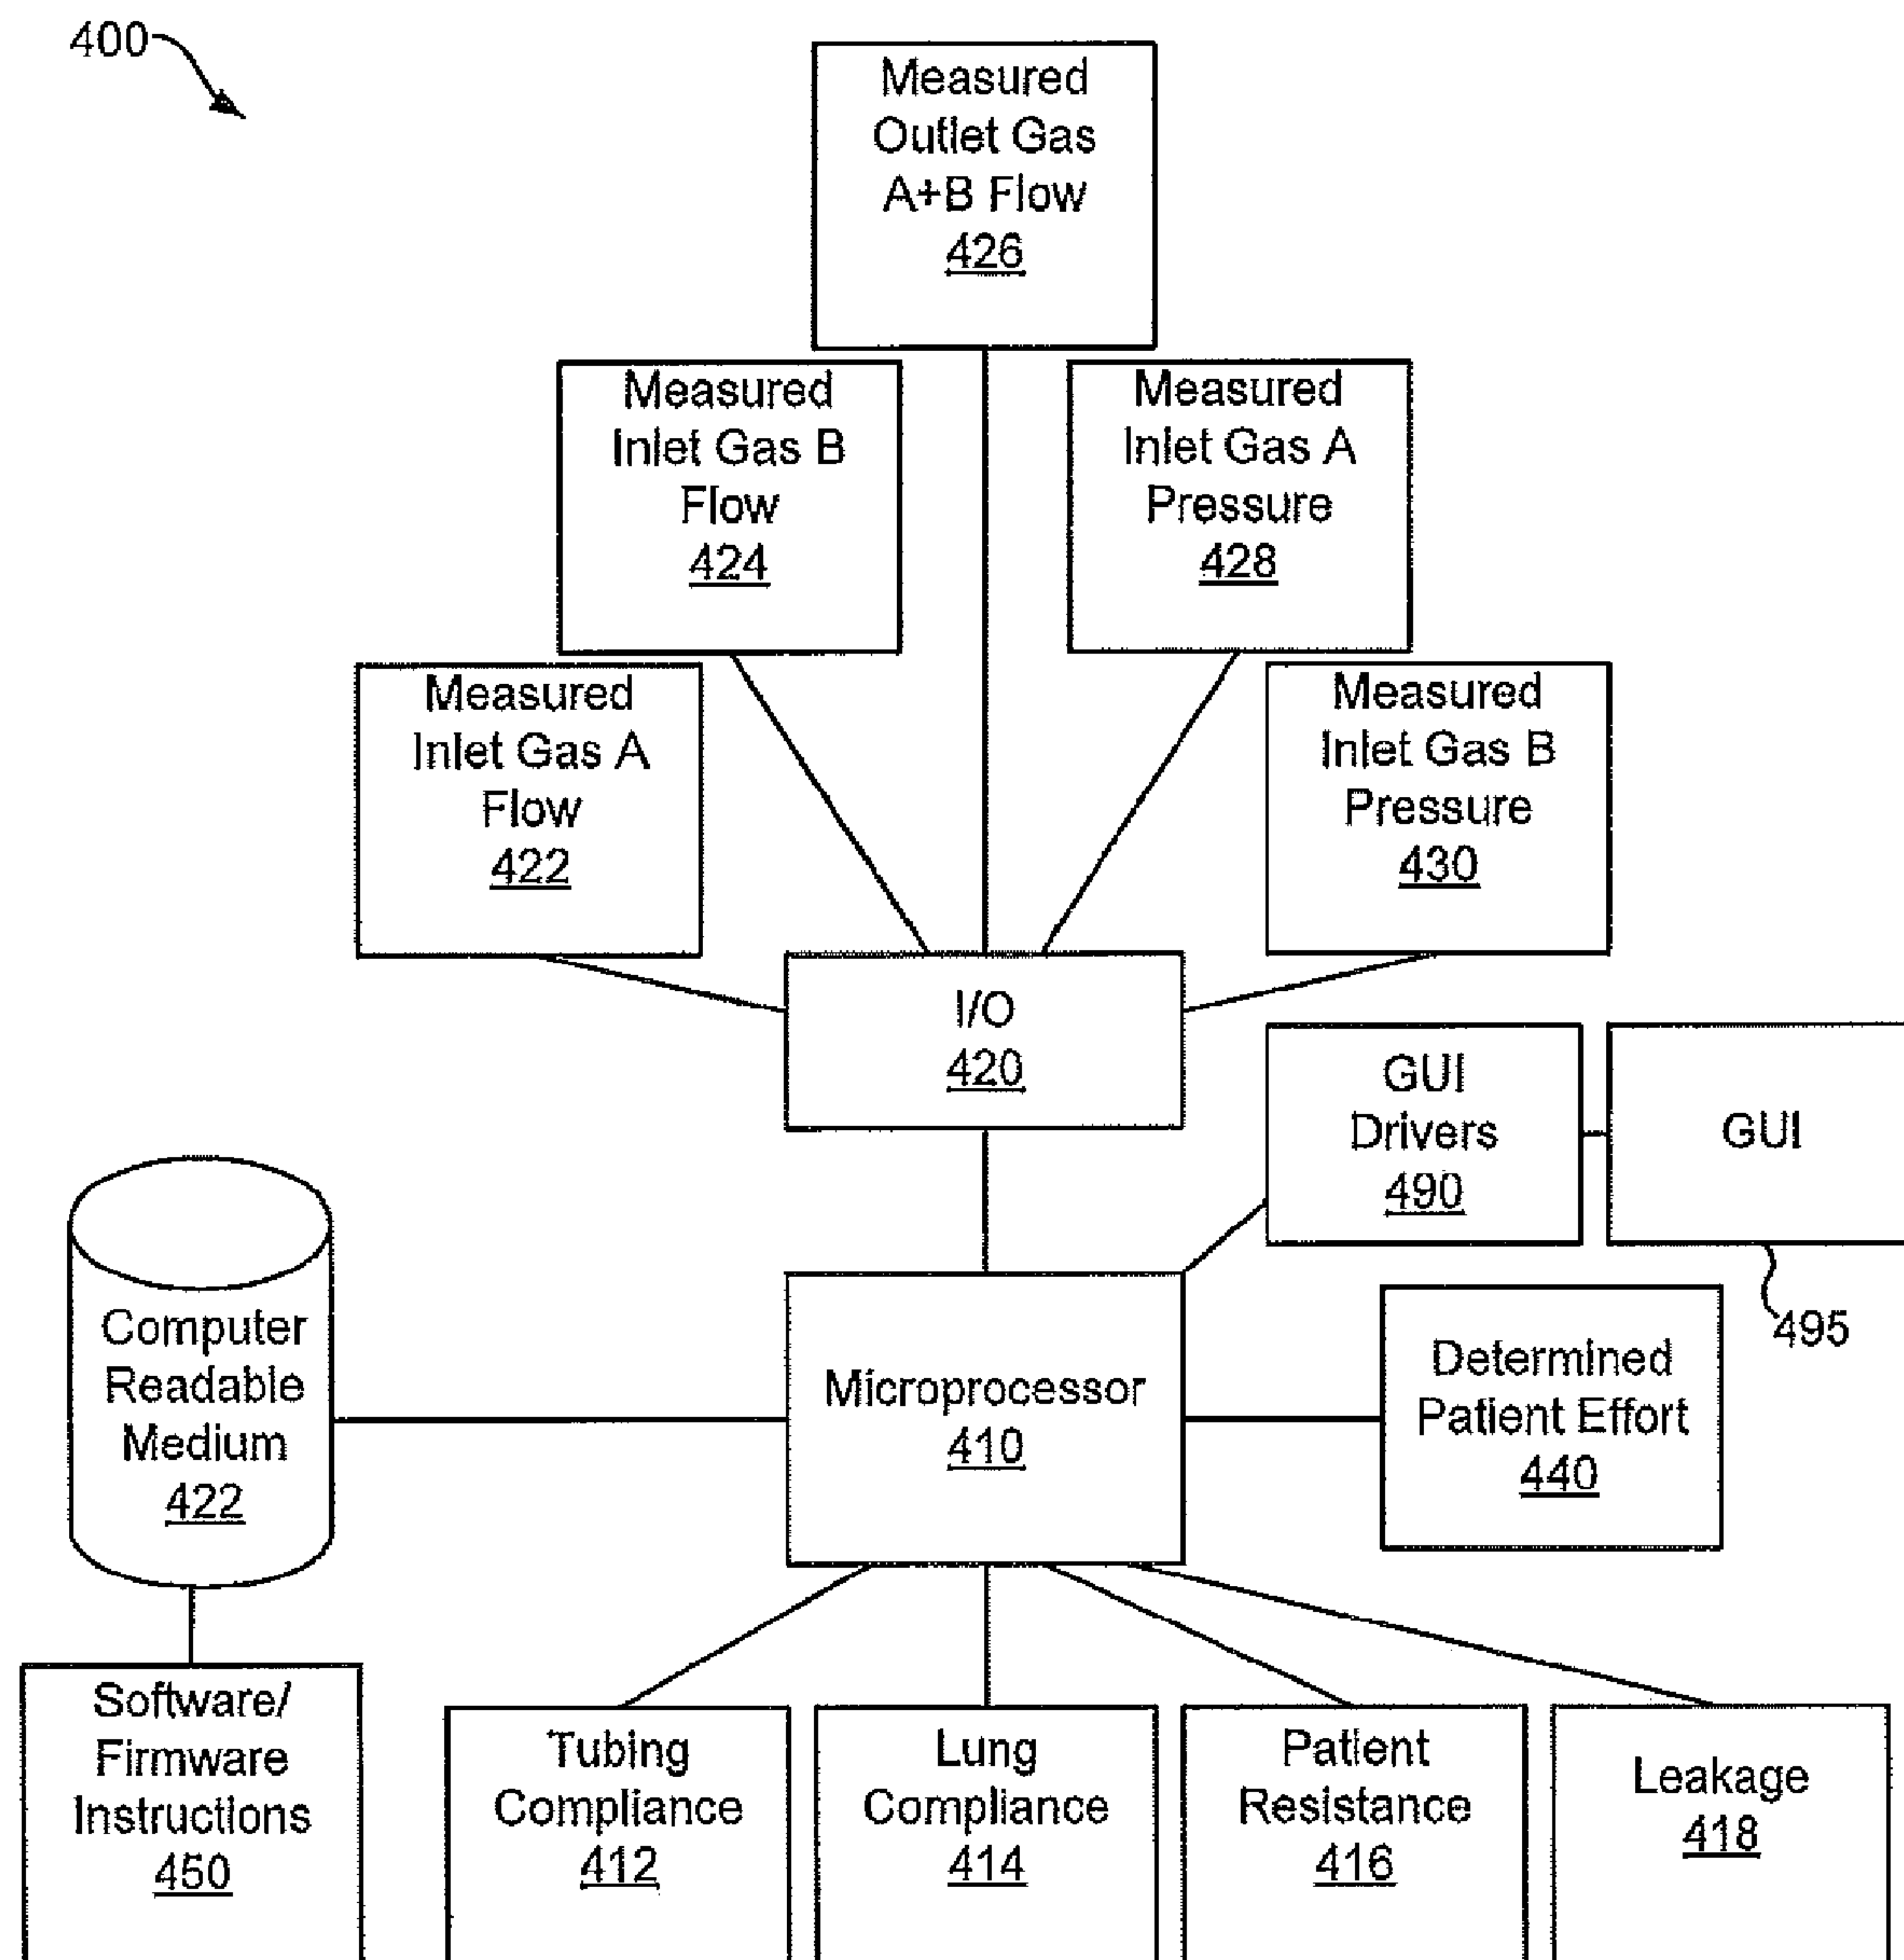 400
Measured
Outlet Gas
A+B Flow
426
Measured
Inlet Gas B
Flow
424
Measured
Inlet Gas A
Pressure
428
Measured
Inlet Gas A
Flow
422
Measured
Inlet Gas B
Pressure
430
I/O
420
GUI
Drivers
490
GUI
495
Computer
Readable
Medium
422
Microprocessor
410
Determined
Patient Effort
440
Software/
Firmware
Instructions
450
Tubing
Compliance
412
Lung
Compliance
414
Patient
Resistance
416
Leakage
418